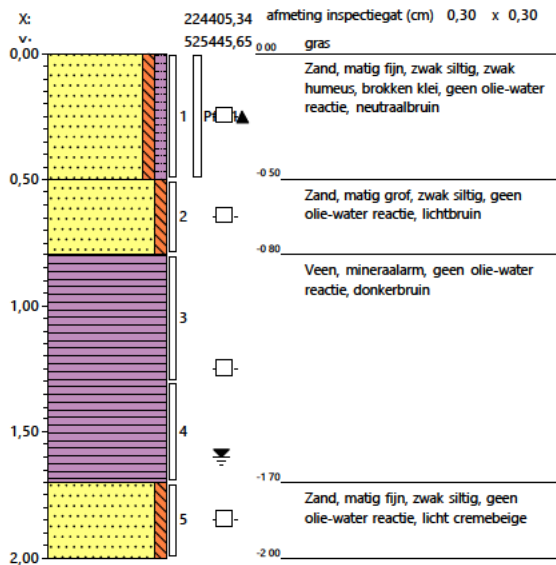 X: 224405,34 afmeting inspectiegat (cm) 0,30 x 0,30
525445,65
0,00 0 00 gras
Zand, matig fijn, zwak siltig, zwak
humeus, brokken klei, geen olie-water
reactie, neutraalbruin
1
0,50 -0 50
Zand, matig grof, zwak siltig, geen
olie-water reactie, lichtbruin
2
-0 80
Veen, mineraalarm, geen olie-water
reactie, donkerbruin
1,00
3
1,50
4
-1 70
Zand, matig fijn, zwak siltig, geen
olie-water reactie, licht cremebeige
5
2,00 -2 00